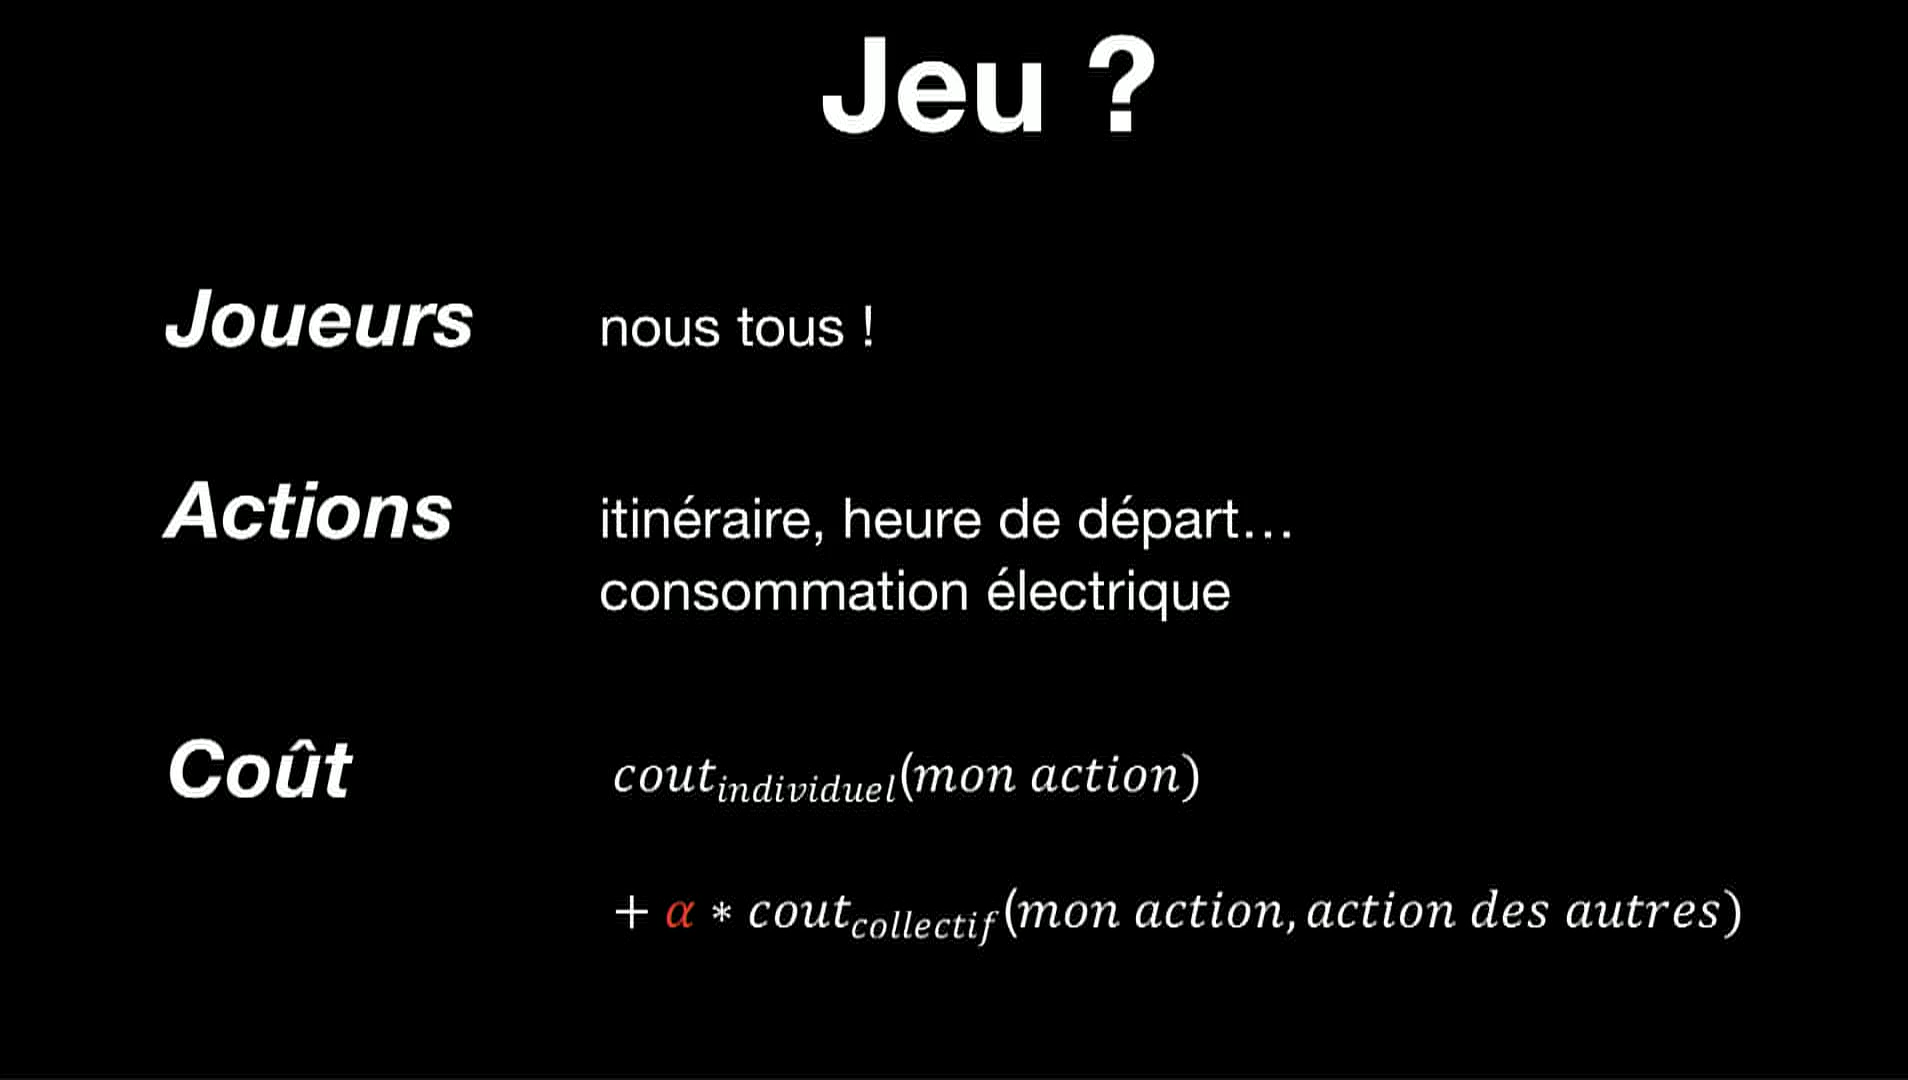 Jeu ?
Joueurs nous tous !
Actions itinéraire, heure de départ…
consommation électrique
Coût cout_individuel(mon action)
+ α * cout_collectif(mon action, action des autres)